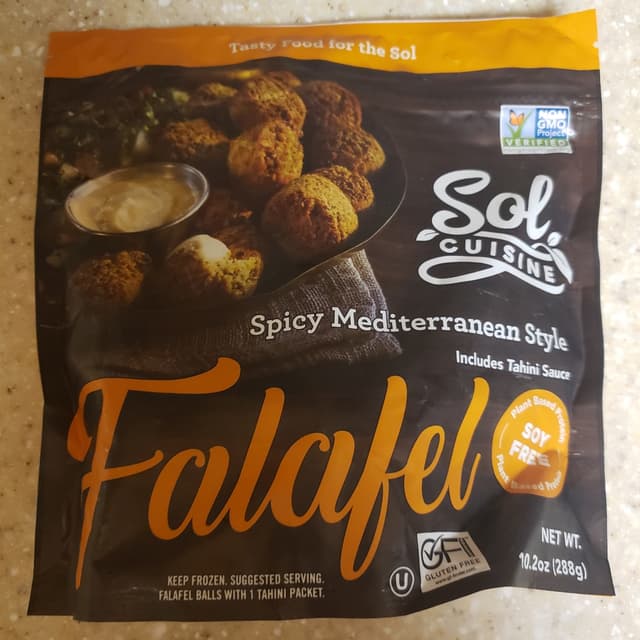 Tasty Food for the Sol
NON
GMO
Project
VERIFIED
Sol
CUISINE
Spicy Mediterranean Style
Includes Tahini Sauce
Falafel
Plant Based Protein
SOY
FREE
Plant Based Protein
GF
GLUTEN FREE
U
NET WT.
10.2oz (288g)
KEEP FROZEN. SUGGESTED SERVING.
FALAFEL BALLS WITH 1 TAHINI PACKET.